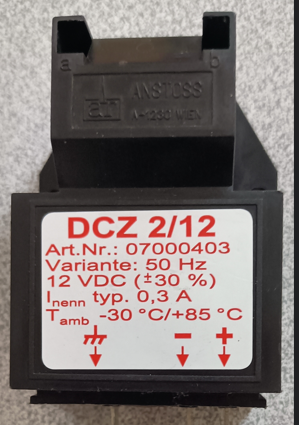 a b
ANSTOSS
A-1230 WIEN
DCZ 2/12
Art.Nr.: 07000403
Variante: 50 Hz
12 VDC (±30 %)
Inenn typ. 0,3 A
Tamb -30 °C/+85 °C
- +